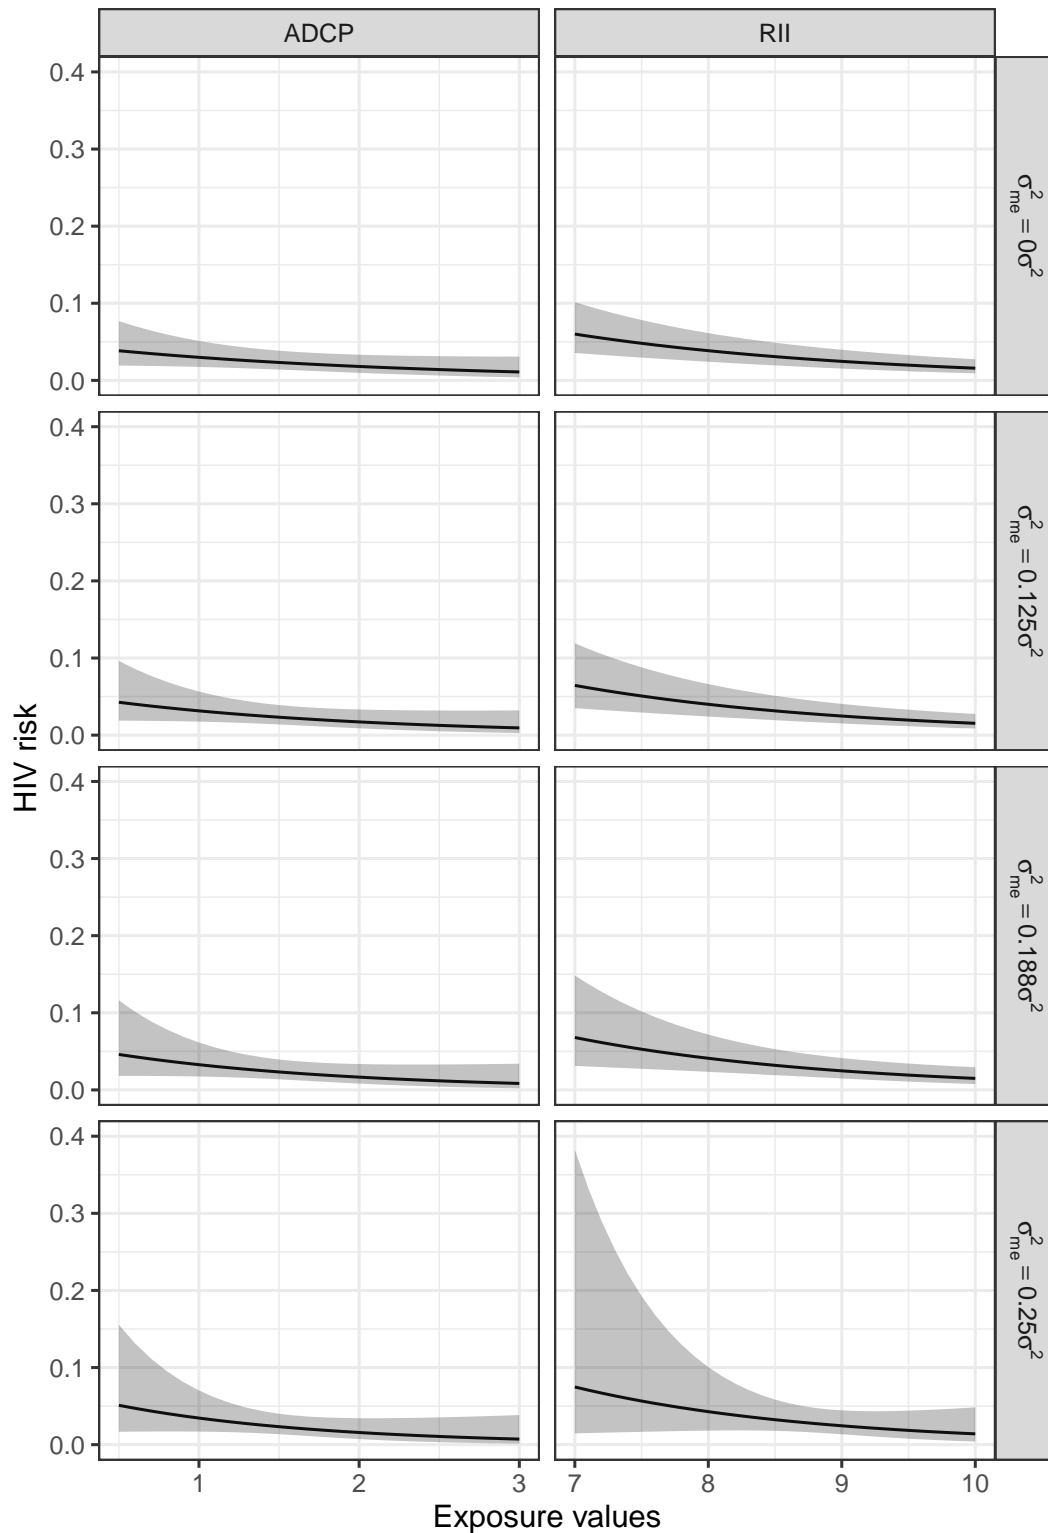 ADCP
RII
0.4
0.3
0.2
0.1
0.0
σ²me = 0σ²
0.4
0.3
0.2
0.1
0.0
σ²me = 0.125σ²
0.4
0.3
0.2
0.1
0.0
σ²me = 0.188σ²
0.4
0.3
0.2
0.1
0.0
σ²me = 0.25σ²
1 2 3
7 8 9 10
HIV risk
Exposure values